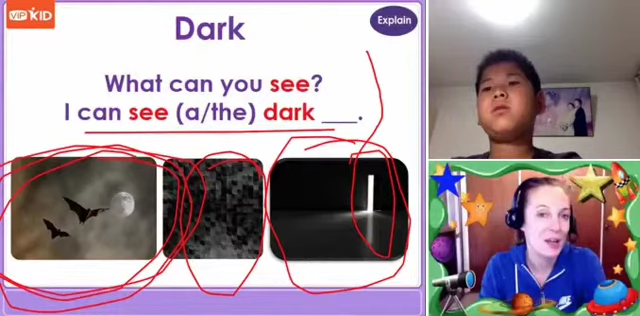 VIPKID
Explain
Dark
What can you see?
I can see (a/the) dark ___.